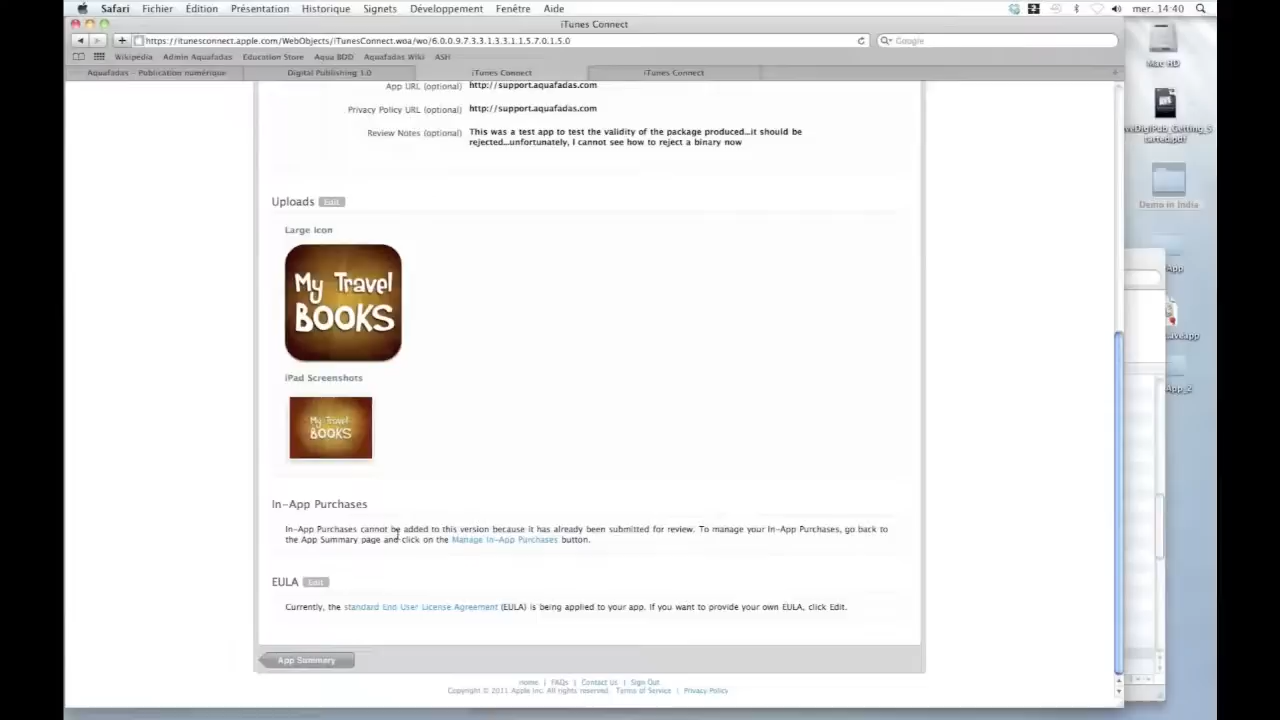 Safari Fichier Édition Présentation Historique Signets Développement Fenêtre Aide mer. 14:40
iTunes Connect
https://itunesconnect.apple.com/WebObjects/iTunesConnect.woa/wo/6.0.0.9.7.3.3.1.3.3.1.1.5.7.0.1.5.0
Google
Wikipédia Admin Aquafadas Education Store Aqua BDD Aquafadas Wiki ASH
Aquafadas - Publication numérique Digital Publishing 1.0 iTunes Connect iTunes Connect
Mac HD
App URL (optional) http://support.aquafadas.com
Privacy Policy URL (optional) http://support.aquafadas.com
Review Notes (optional) This was a test app to test the validity of the package produced...it should be
rejected...unfortunately, I cannot see how to reject a binary now
veDigiPub_Getting_S
tarted.pdf
Demo in India
Uploads Edit
Large Icon
My Travel
BOOKS
iPad Screenshots
My Travel
BOOKS
App
aveapp
App_2
In-App Purchases
In-App Purchases cannot be added to this version because it has already been submitted for review. To manage your In-App Purchases, go back to
the App Summary page and click on the Manage In-App Purchases button.
EULA Edit
Currently, the standard End User License Agreement (EULA) is being applied to your app. If you want to provide your own EULA, click Edit.
App Summary
Home | FAQs | Contact Us | Sign Out
Copyright © 2011 Apple Inc. All rights reserved. Terms of Service | Privacy Policy